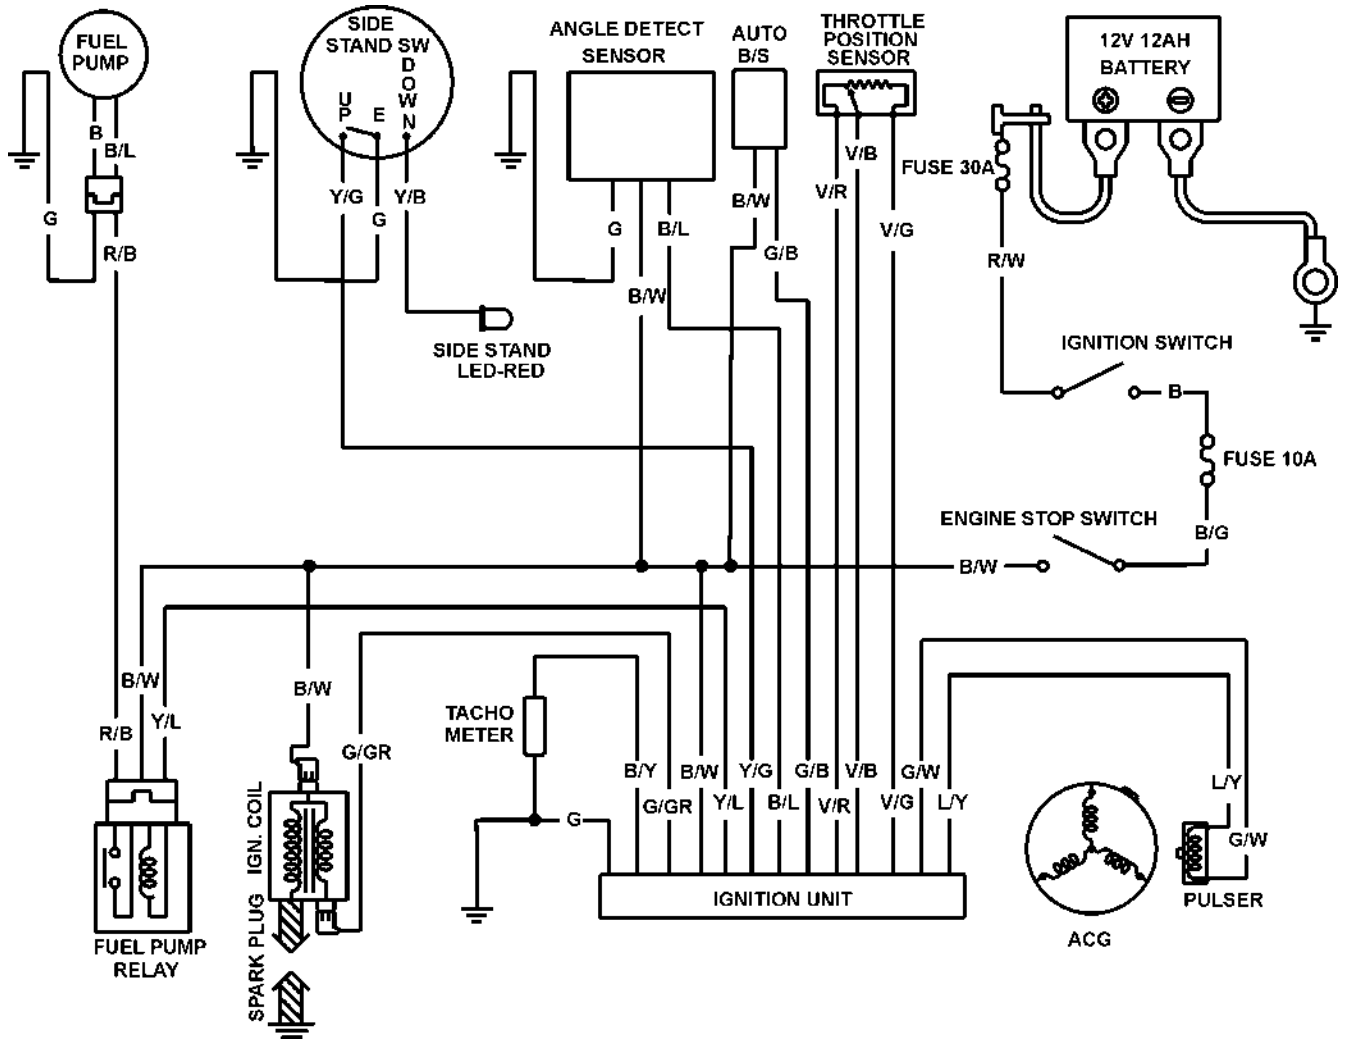 FUEL
PUMP
SIDE
STAND SW
UP
E
DOWN
ANGLE DETECT
SENSOR
AUTO
B/S
THROTTLE
POSITION
SENSOR
12V 12AH
BATTERY
B
B/L
FUSE 30A
V/B
G
Y/G
G
Y/B
G
B/L
B/W
V/R
V/G
R/B
G/B
R/W
B/W
SIDE STAND
LED-RED
IGNITION SWITCH
B
FUSE 10A
ENGINE STOP SWITCH
B/G
B/W
B/W
B/W
Y/L
R/B
G/GR
TACHO
METER
B/Y
B/W
Y/G
G/B
V/B
G/W
L/Y
G/GR
Y/L
B/L
V/R
V/G
L/Y
G
G/W
IGNITION UNIT
PULSER
ACG
IGN. COIL
SPARK PLUG
FUEL PUMP
RELAY